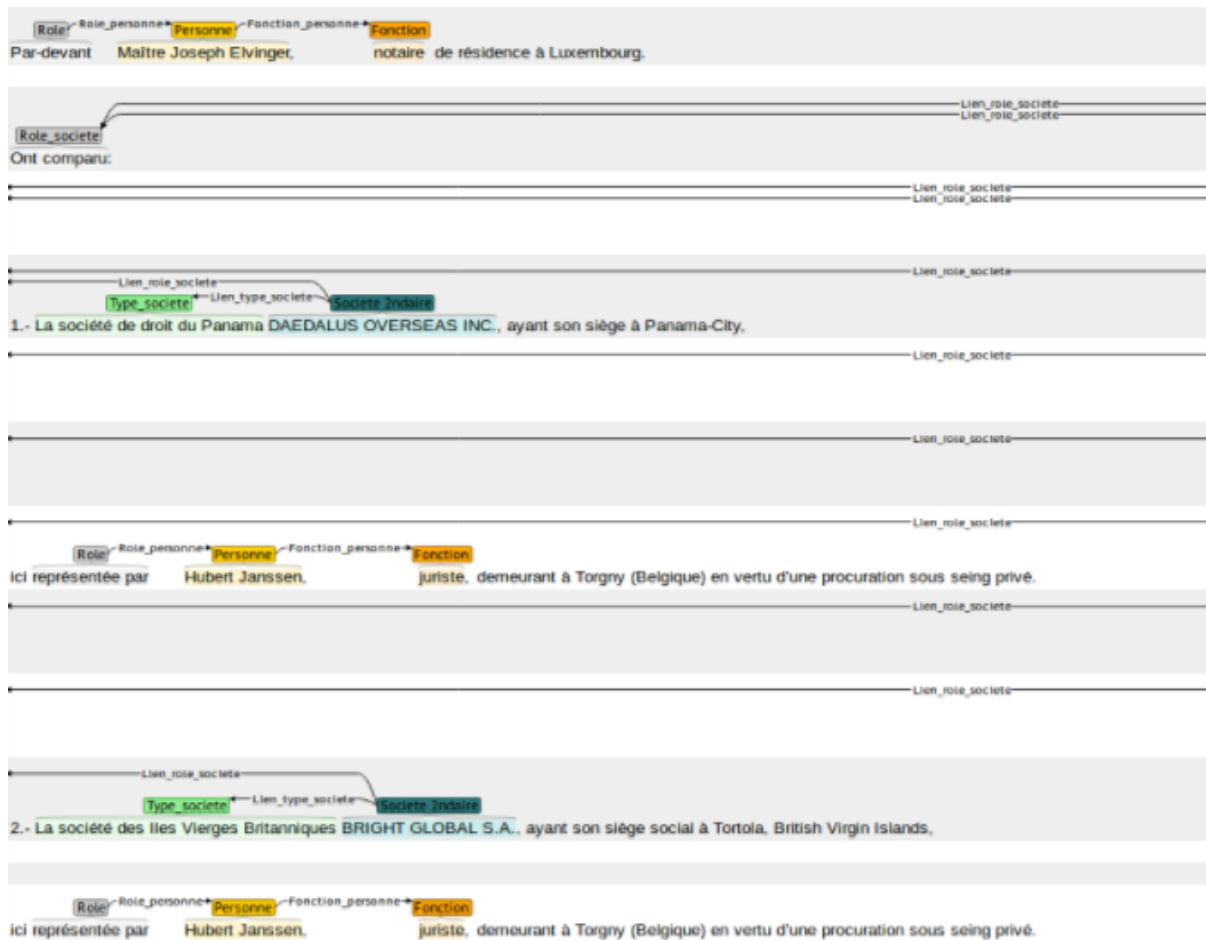 Role Role_personne Personne Fonction_personne Fonction
Par-devant Maître Joseph Elvinger, notaire de résidence à Luxembourg.
Lien_role_societe
Lien_role_societe
Role_societe
Ont comparu:
Lien_role_societe
Lien_role_societe
Lien_role_societe
Lien_role_societe
Type_societe Lien_type_societe Societe 2ndaire
1.- La société de droit du Panama DAEDALUS OVERSEAS INC., ayant son siège à Panama-City,
Lien_role_societe
Lien_role_societe
Lien_role_societe
Role Role_personne Personne Fonction_personne Fonction
ici représentée par Hubert Janssen, juriste, demeurant à Torgny (Belgique) en vertu d'une procuration sous seing privé.
Lien_role_societe
Lien_role_societe
Lien_role_societe
Type_societe Lien_type_societe Societe 2ndaire
2.- La société des Iles Vierges Britanniques BRIGHT GLOBAL S.A., ayant son siège social à Tortola, British Virgin Islands,
Role Role_personne Personne Fonction_personne Fonction
ici représentée par Hubert Janssen, juriste, demeurant à Torgny (Belgique) en vertu d'une procuration sous seing privé.